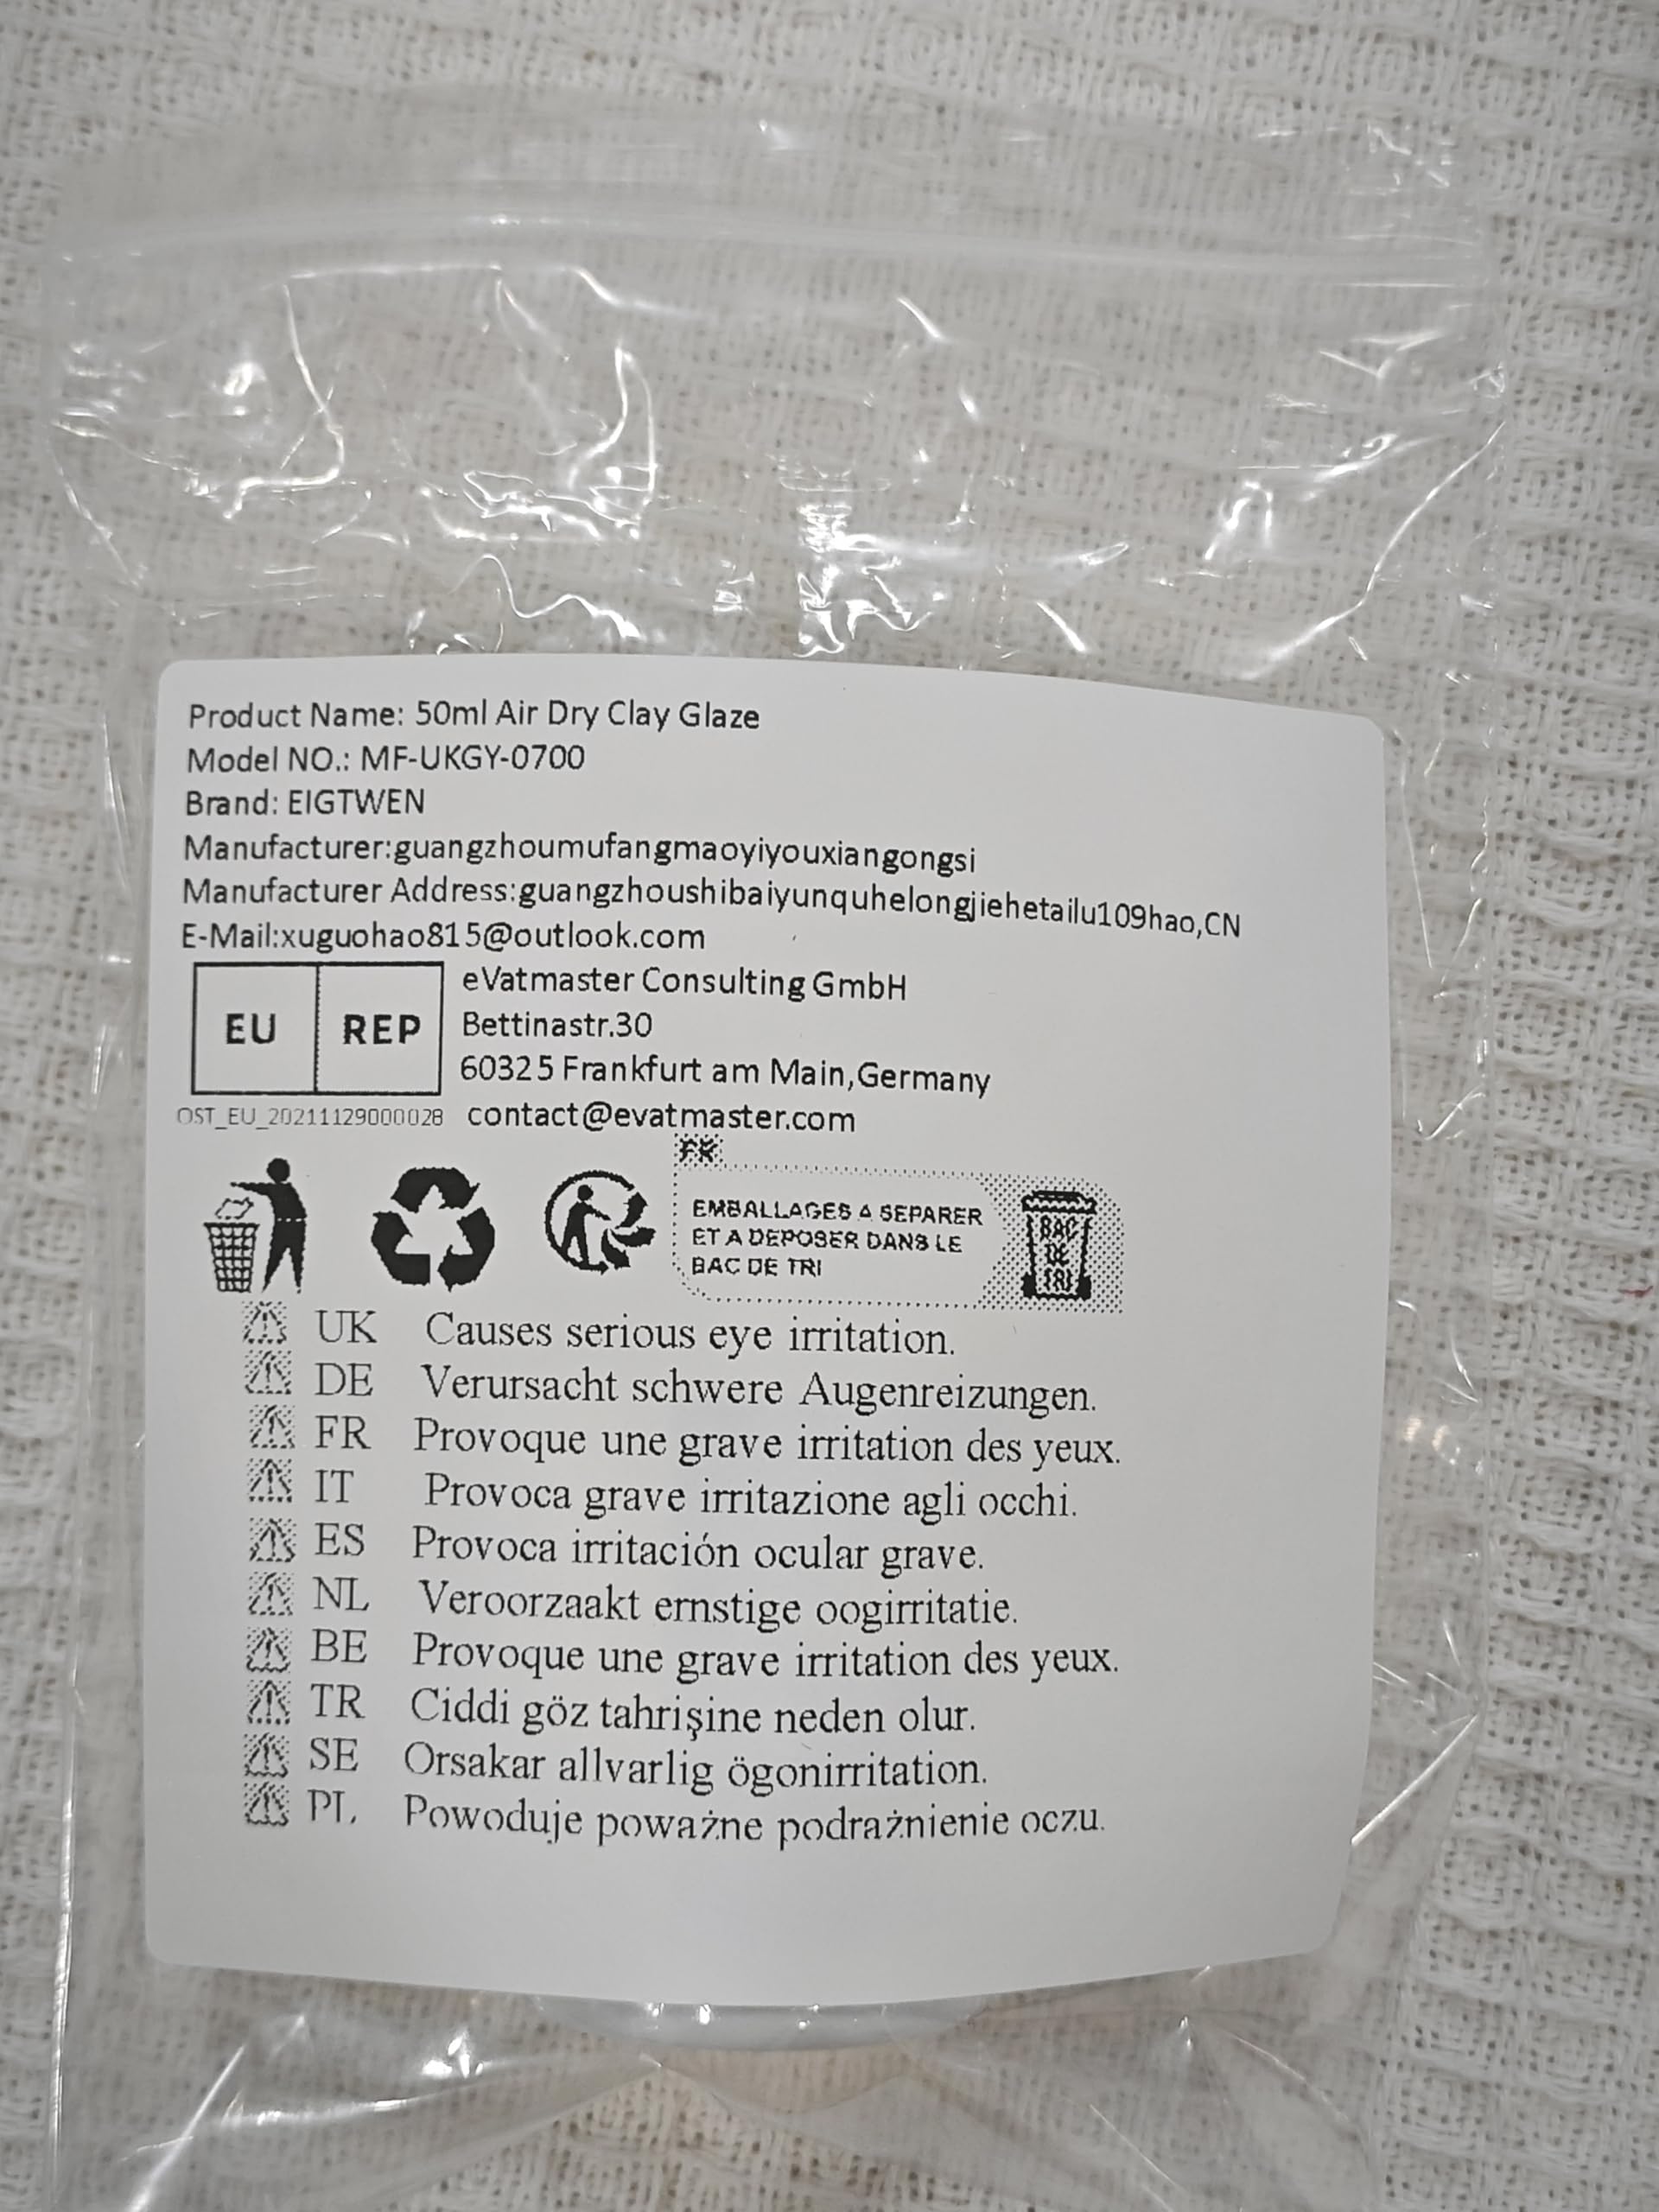 Product Name: 50ml Air Dry Clay Glaze
Model NO.: MF-UKGY-0700
Brand: EIGTWEN
Manufacturer:guangzhoumufangmaoyiyouxiangongsi
Manufacturer Address:guangzhoushibaiyunquhelongjiehetailu109hao,CN
E-Mail:xuguohao815@outlook.com
EU REP
eVatmaster Consulting GmbH
Bettinastr.30
60325 Frankfurt am Main,Germany
OST_EU_20211129000028 contact@evatmaster.com
FR
EMBALLAGES A SEPARER
ET A DEPOSER DANS LE
BAC DE TRI
BAC
DE
TRI
UK Causes serious eye irritation.
DE Verursacht schwere Augenreizungen.
FR Provoque une grave irritation des yeux.
IT Provoca grave irritazione agli occhi.
ES Provoca irritación ocular grave.
NL Veroorzaakt ernstige oogirritatie.
BE Provoque une grave irritation des yeux.
TR Ciddi göz tahrişine neden olur.
SE Orsakar allvarlig ögonirritation.
PL Powoduje poważne podrażnienie oczu.